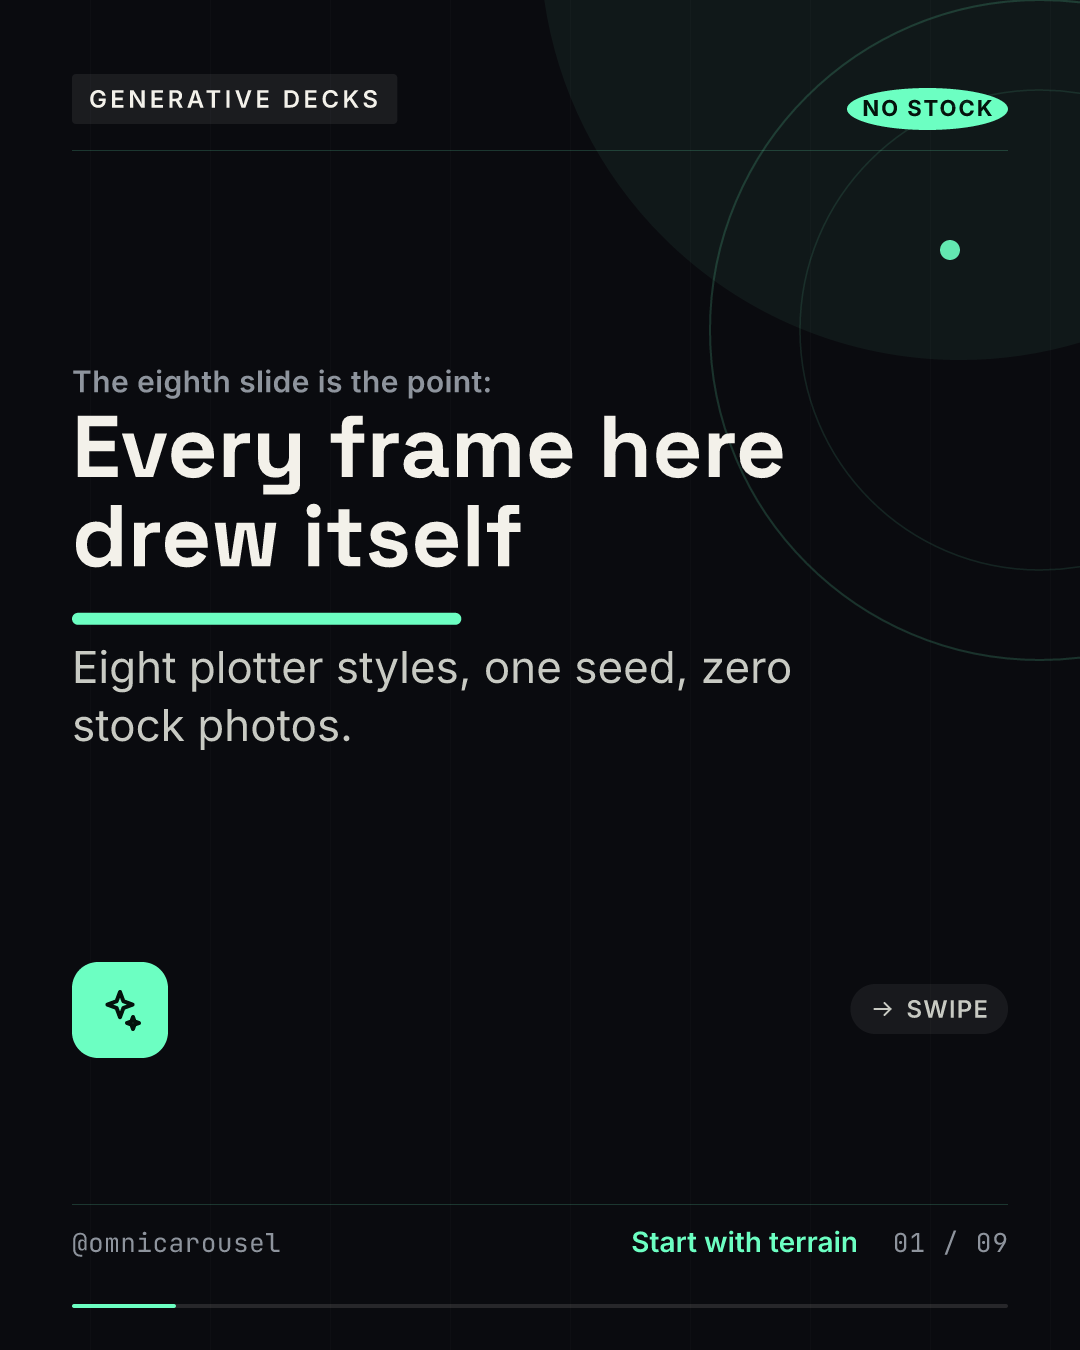 GENERATIVE DECKS
NO STOCK
The eighth slide is the point:
Every frame here
drew itself
Eight plotter styles, one seed, zero
stock photos.
→ SWIPE
@omnicarousel
Start with terrain
01 / 09